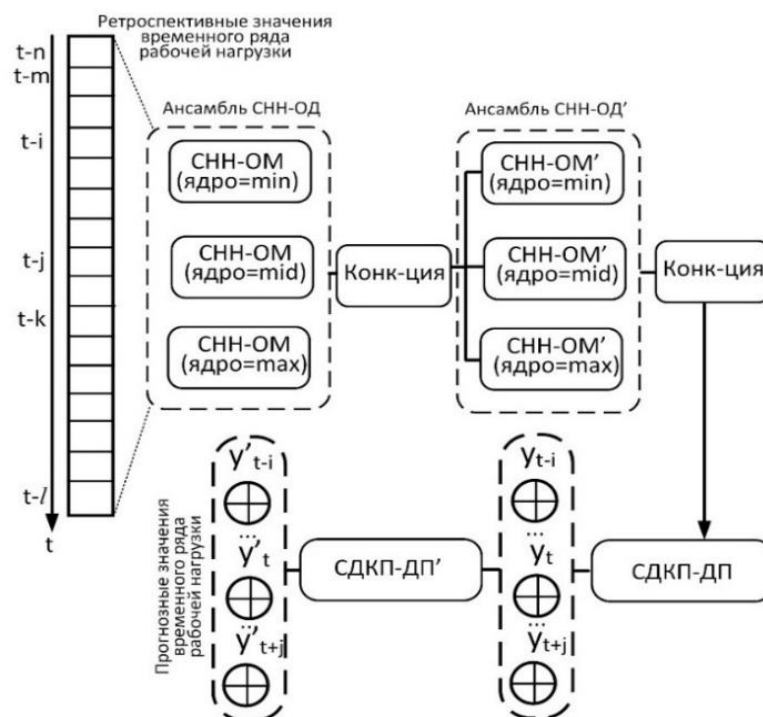 Ретроспективные значения
временного ряда
рабочей нагрузки
t-n
t-m
t-i
t-j
t-k
t-l
t
Ансамбль СНН-ОД
СНН-ОМ
(ядро=min)
СНН-ОМ
(ядро=mid)
СНН-ОМ
(ядро=max)
Конк-ция
Ансамбль СНН-ОД'
СНН-ОМ'
(ядро=min)
СНН-ОМ'
(ядро=mid)
СНН-ОМ'
(ядро=max)
Конк-ция
Прогнозные значения
временного ряда
рабочей нагрузки
y't-i
...
y't
...
y't+j
СДКП-ДП'
yt-i
...
yt
...
yt+j
СДКП-ДП